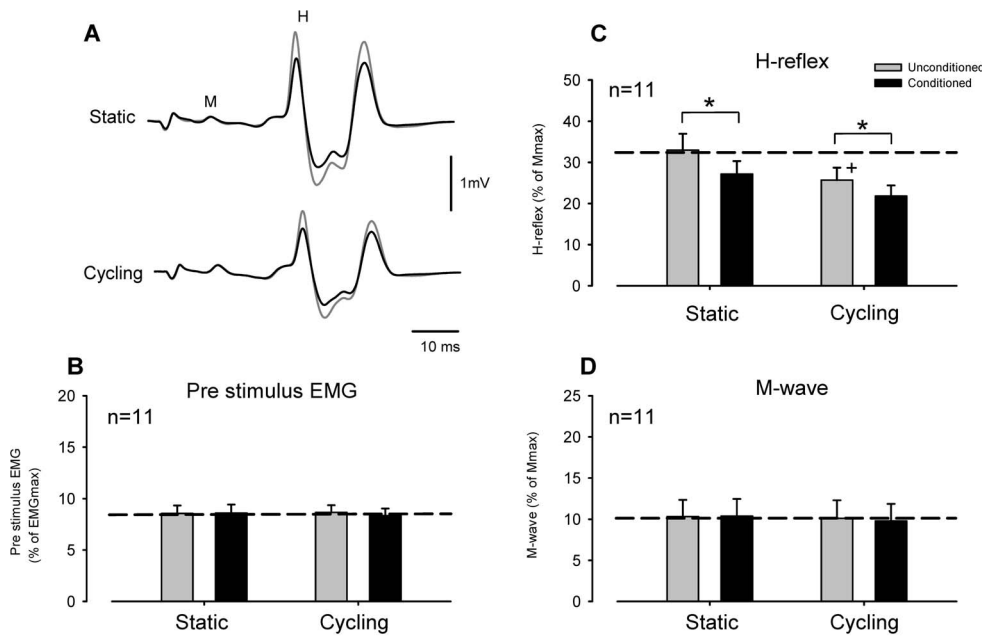 A
H
M
Static
1mV
Cycling
10 ms
B
Pre stimulus EMG
n=11
Pre stimulus EMG
(% of EMGmax)
20
15
10
5
0
Static
Cycling
C
H-reflex
Unconditioned
Conditioned
n=11
H-reflex (% of Mmax)
50
40
30
20
10
0
*
*
+
Static
Cycling
D
M-wave
n=11
M-wave (% of Mmax)
25
20
15
10
5
0
Static
Cycling